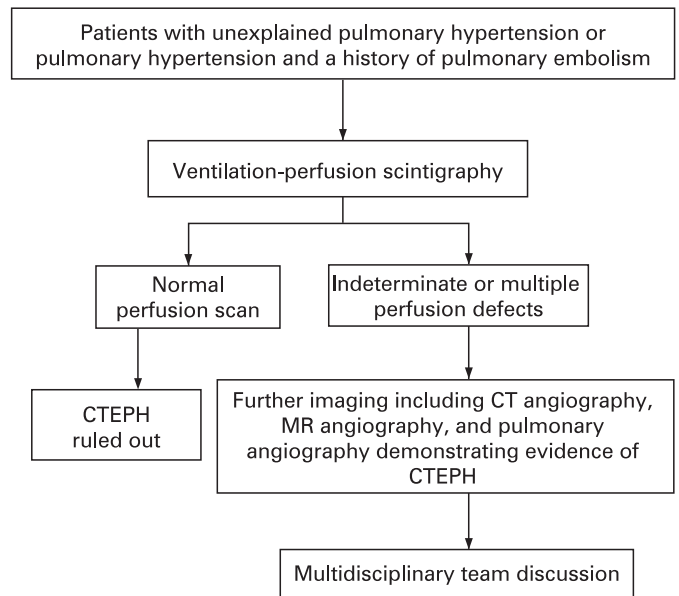 Patients with unexplained pulmonary hypertension or
pulmonary hypertension and a history of pulmonary embolism
Ventilation-perfusion scintigraphy
Normal
perfusion scan
Indeterminate or multiple
perfusion defects
CTEPH
ruled out
Further imaging including CT angiography,
MR angiography, and pulmonary
angiography demonstrating evidence of
CTEPH
Multidisciplinary team discussion